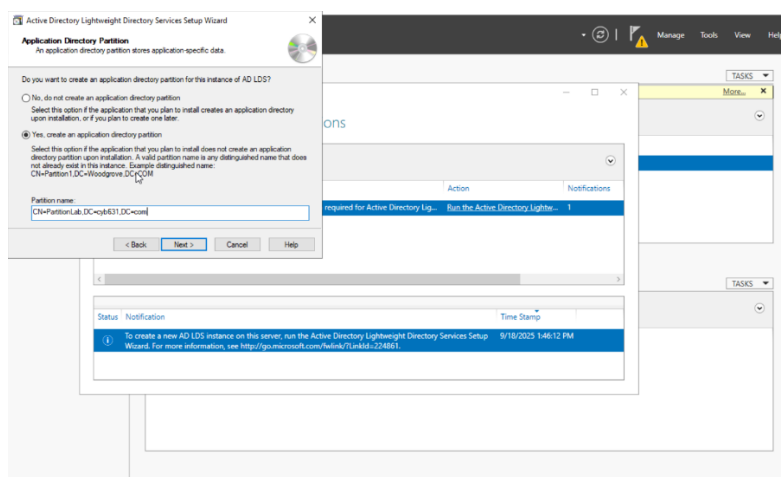 Active Directory Lightweight Directory Services Setup Wizard
Application Directory Partition
An application directory partition stores application-specific data.
Do you want to create an application directory partition for this instance of AD LDS?
No, do not create an application directory partition
Select this option if the application that you plan to install creates an application directory
upon installation, or if you plan to create one later.
Yes, create an application directory partition
Select this option if the application that you plan to install does not create an application
directory partition upon installation. A valid partition name is any distinguished name that does
not already exist in this instance. Example distinguished name:
CN=Partition1,DC=Woodgrove,DC=COM
Partition name:
CN=PartitionLab,DC=cyb631,DC=com
< Back
Next >
Cancel
Help
Manage
Tools
View
Help
TASKS
More...
ons
Action
Notifications
required for Active Directory Lig...
Run the Active Directory Lightw...
1
TASKS
Status
Notification
Time Stamp
To create a new AD LDS instance on this server, run the Active Directory Lightweight Directory Services Setup
Wizard. For more information, see http://go.microsoft.com/fwlink/?LinkId=224861.
9/18/2025 1:46:12 PM